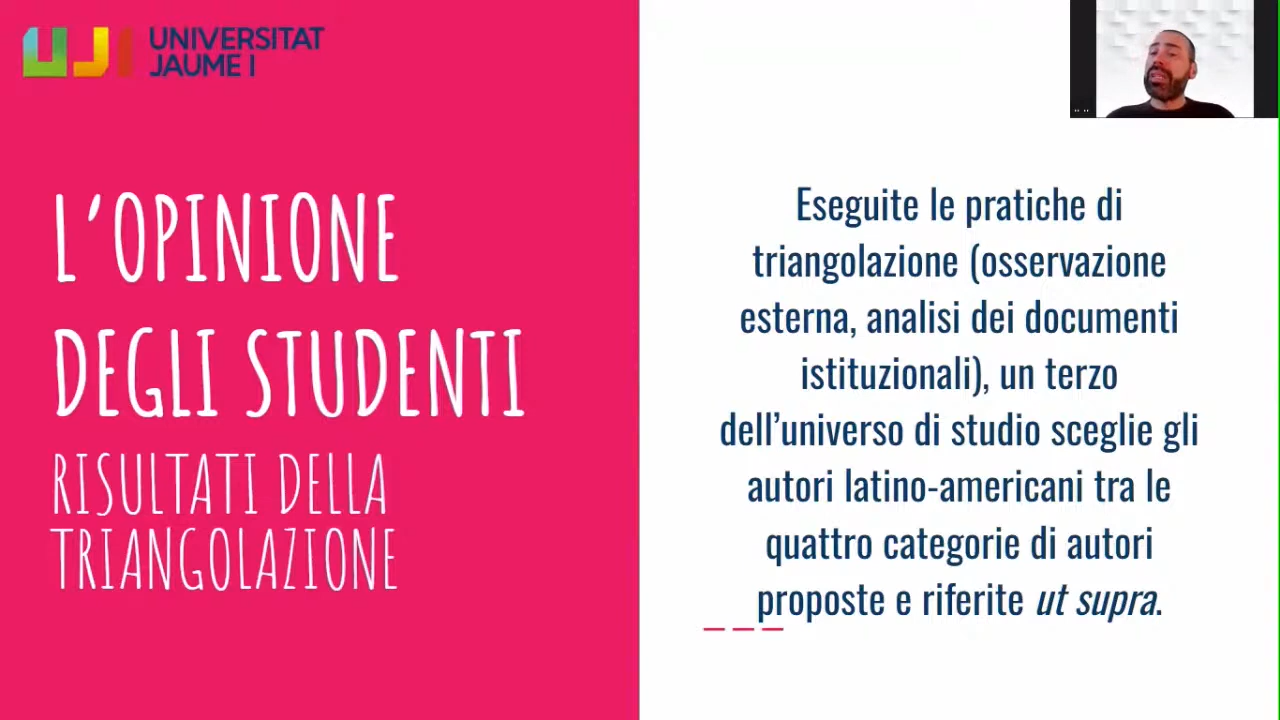 UJI UNIVERSITAT
JAUME I
L’OPINIONE
DEGLI STUDENTI
RISULTATI DELLA
TRIANGOLAZIONE
Eseguite le pratiche di
triangolazione (osservazione
esterna, analisi dei documenti
istituzionali), un terzo
dell’universo di studio sceglie gli
autori latino-americani tra le
quattro categorie di autori
proposte e riferite ut supra.